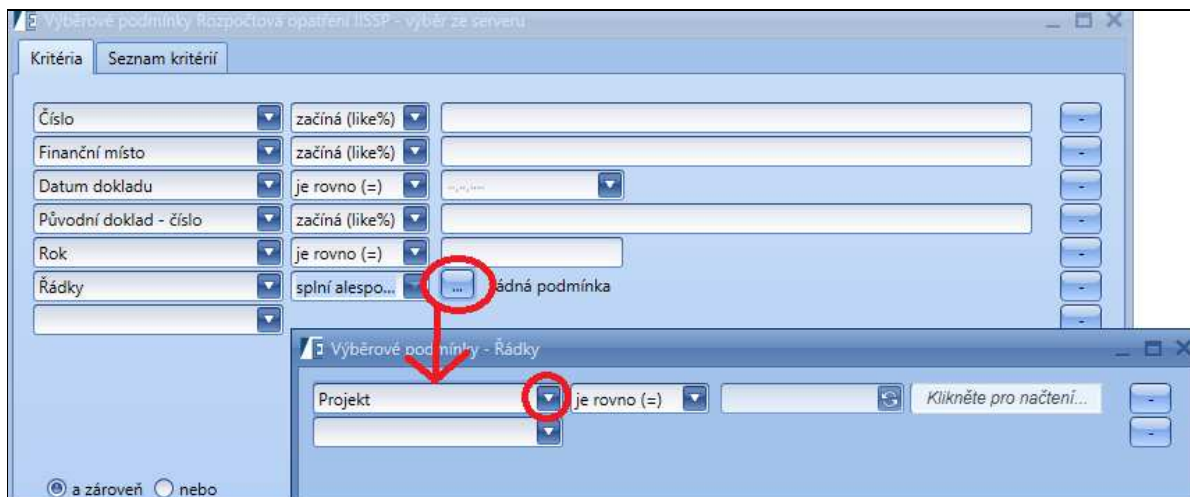 Výběrové podmínky Rozpočtová opatření IISSP - výběr ze serveru
Kritéria Seznam kritérií
Číslo začíná (like%) -
Finanční místo začíná (like%) -
Datum dokladu je rovno (=) -
Původní doklad - číslo začíná (like%) -
Rok je rovno (=) -
Řádky splní alespo... ... žádná podmínka -
-
Výběrové podmínky - Řádky
Projekt je rovno (=) Klikněte pro načtení... -
-
a zároveň nebo